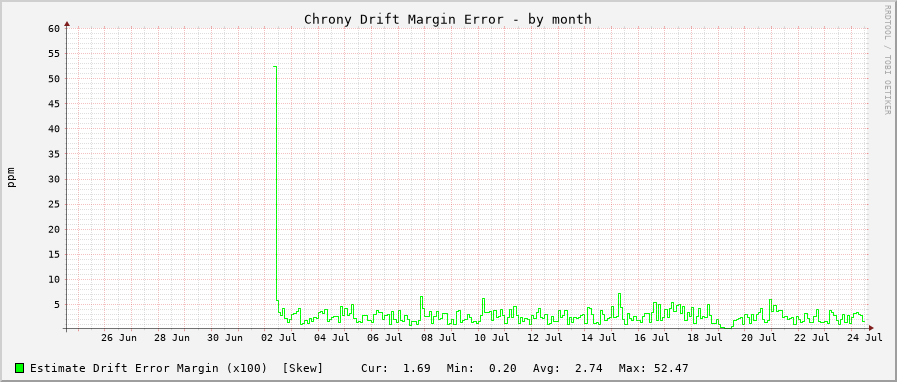 Chrony Drift Margin Error - by month
RRDTOOL / TOBI OETIKER
ppm
60
55
50
45
40
35
30
25
20
15
10
5
26 Jun 28 Jun 30 Jun 02 Jul 04 Jul 06 Jul 08 Jul 10 Jul 12 Jul 14 Jul 16 Jul 18 Jul 20 Jul 22 Jul 24 Jul
Estimate Drift Error Margin (x100) [Skew] Cur: 1.69 Min: 0.20 Avg: 2.74 Max: 52.47